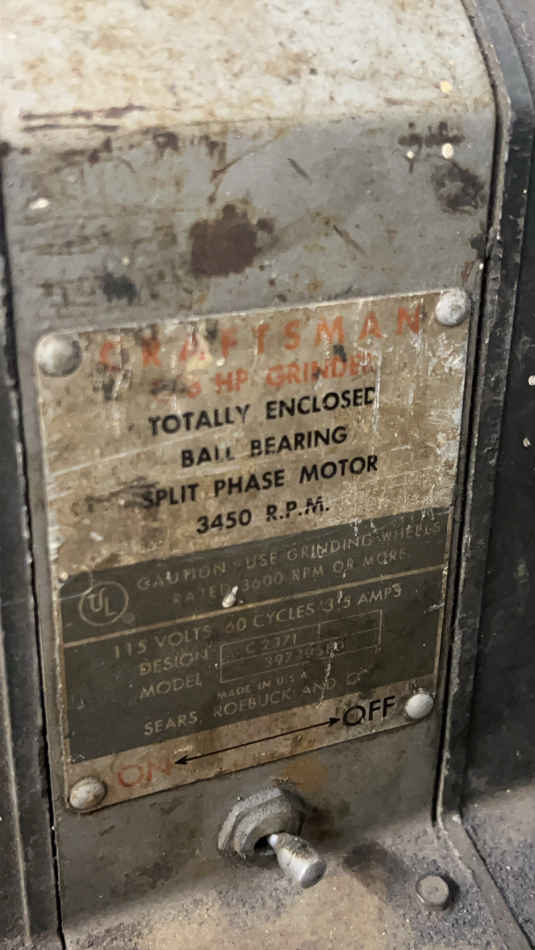 CRAFTSMAN
HP GRINDER
TOTALLY ENCLOSED
BALL BEARING
SPLIT PHASE MOTOR
3450 R.P.M.
CAUTION - USE GRINDING WHEELS
RATED 3600 RPM OR MORE.
UL
115 VOLTS 60 CYCLES 3.5 AMPS
DESIGN C 2371
MODEL
MADE IN U.S.A.
SEARS, ROEBUCK AND CO.
ON OFF